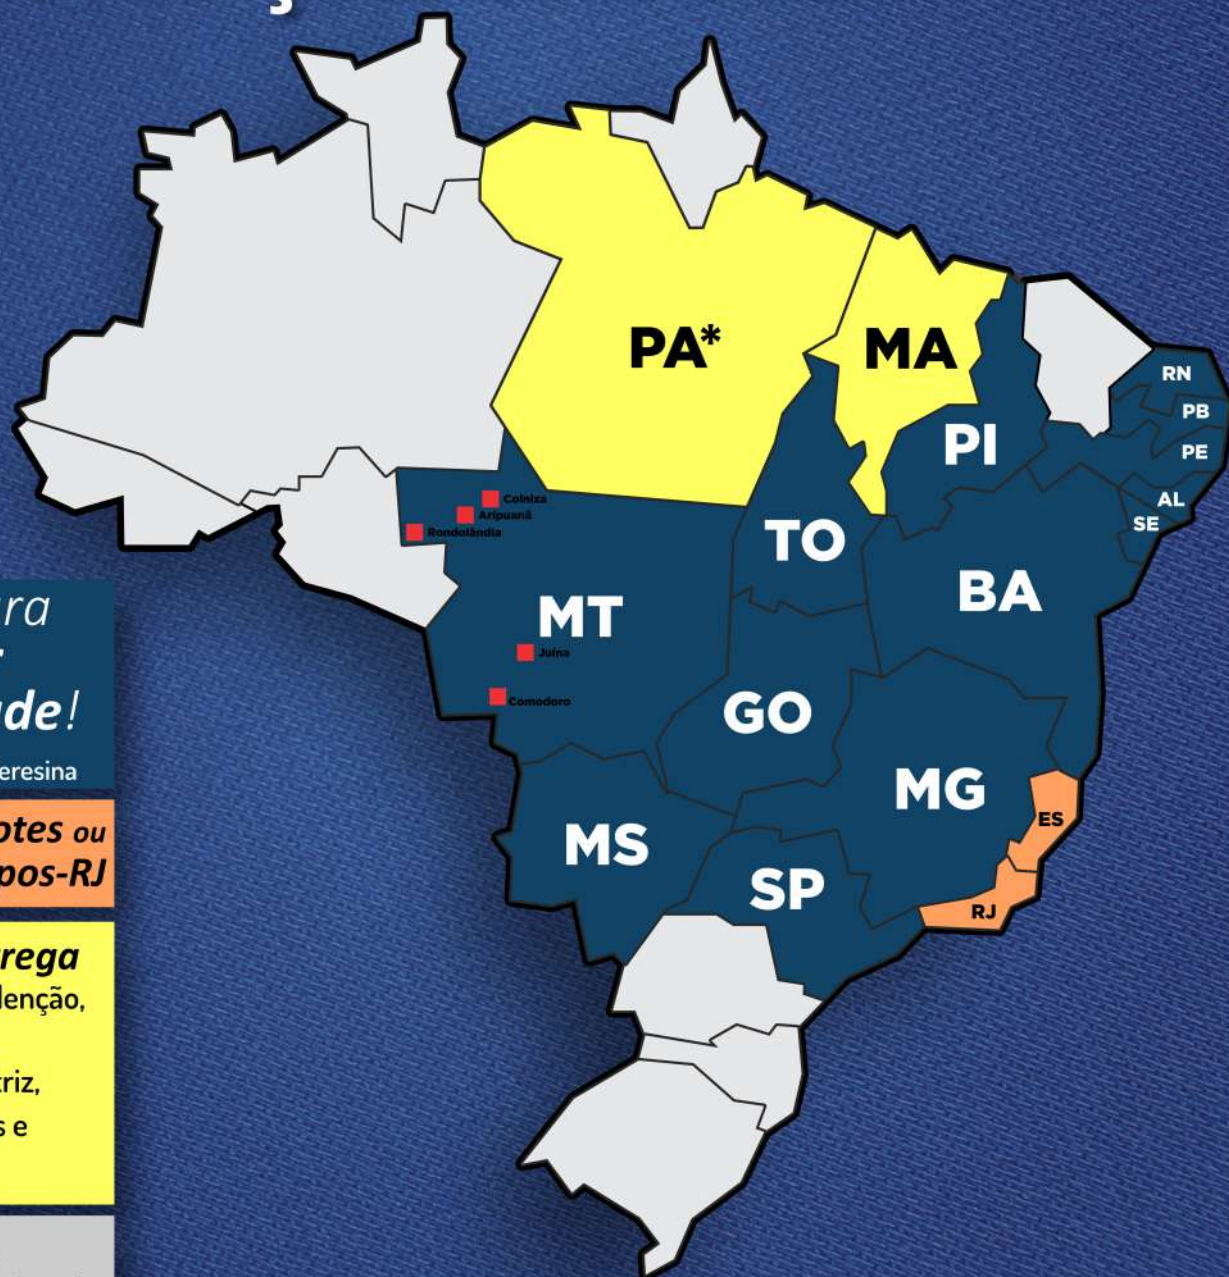 PA*
MA
RN
PB
PI
PE
AL
SE
Colniza
Aripuanã
Rondolândia
TO
BA
MT
Juína
Comodoro
GO
MG
ES
MS
SP
RJ
ra
de!
eresina
otes ou
pos-RJ
rega
lenção,
triz,
s e